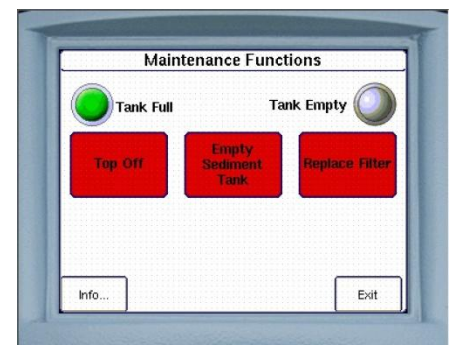 Maintenance Functions
Tank Full
Tank Empty
Top Off
Empty
Sediment
Tank
Replace Filter
Info...
Exit